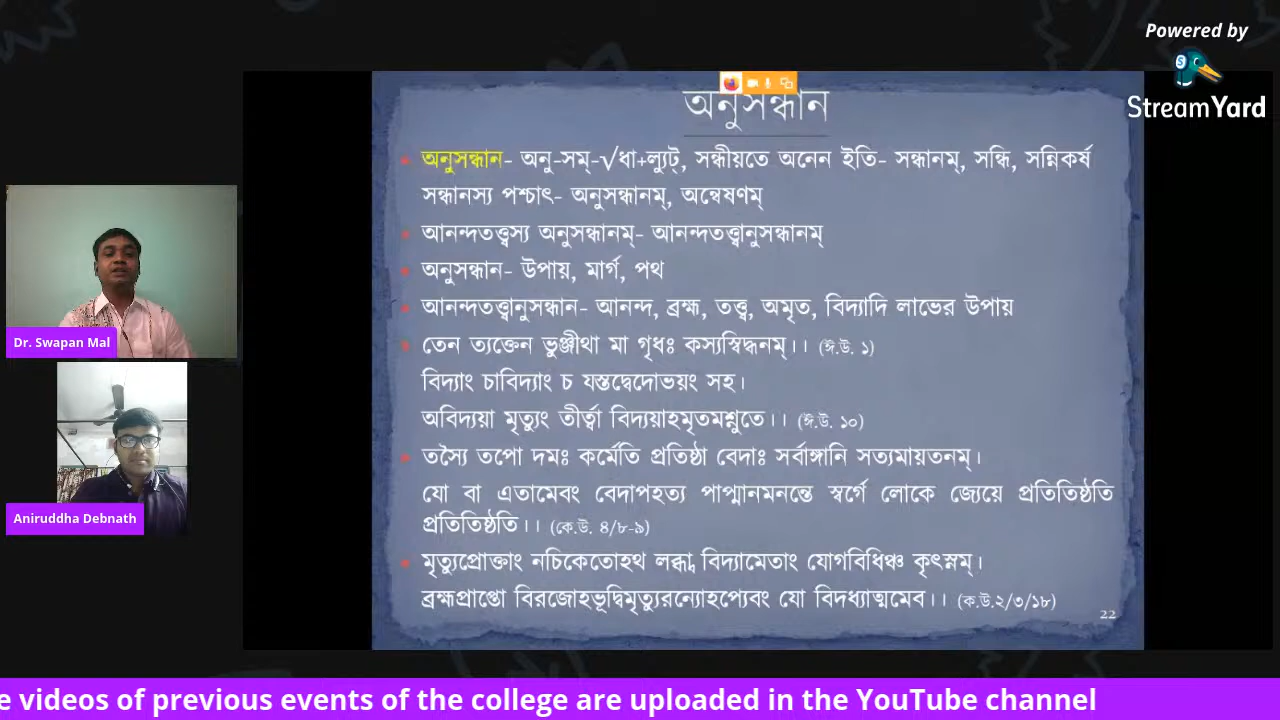 Powered by
StreamYard
অনুসন্ধান
অনুসন্ধান- অনু-সম্-√ধা+ল্যুট্, সন্ধীয়তে অনেন ইতি- সন্ধানম্, সন্ধি, সন্নিকর্ষ
সন্ধানস্য পশ্চাৎ- অনুসন্ধানম্, অন্বেষণম্
আনন্দতত্ত্বস্য অনুসন্ধানম্- আনন্দতত্ত্বানুসন্ধানম্
অনুসন্ধান- উপায়, মার্গ, পথ
আনন্দতত্ত্বানুসন্ধান- আনন্দ, ব্রহ্ম, তত্ত্ব, অমৃত, বিদ্যাদি লাভের উপায়
তেন ত্যক্তেন ভুঞ্জীথা মা গৃধঃ কস্যস্বিদ্ধনম্।। (ঈ.উ. ১)
বিদ্যাং চাবিদ্যাং চ যস্তদ্বেদোভয়ং সহ।
অবিদ্যয়া মৃত্যুং তীর্ত্বা বিদ্যয়াহমৃতমশ্নুতে।। (ঈ.উ. ১০)
তস্যৈ তপো দমঃ কর্মেতি প্রতিষ্ঠা বেদাঃ সর্বাঙ্গানি সত্যমায়তনম্।
যো বা এতামেবং বেদাপহত্য পাপ্মানমনন্তে স্বর্গে লোকে জ্যেয়ে প্রতিতিষ্ঠতি
প্রতিতিষ্ঠতি।। (কে.উ. ৪/৮-৯)
মৃত্যুপ্রোক্তাং নচিকেতোহথ লব্ধ্বা বিদ্যামেতাং যোগবিধিঞ্চ কৃৎস্নম্।
ব্রহ্মপ্রাপ্তো বিরজোহভূদ্বিমৃত্যুরন্যোহপ্যেবং যো বিদধ্যাত্মমেব।। (ক.উ.২/৩/১৮)
22
Dr. Swapan Mal
Aniruddha Debnath
e videos of previous events of the college are uploaded in the YouTube channel